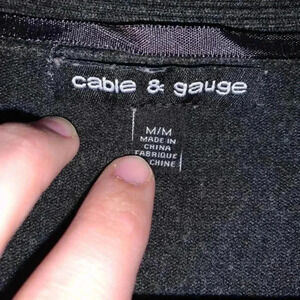 cable & gauge
M/M
MADE IN
CHINA
FABRIQUE
CHINE